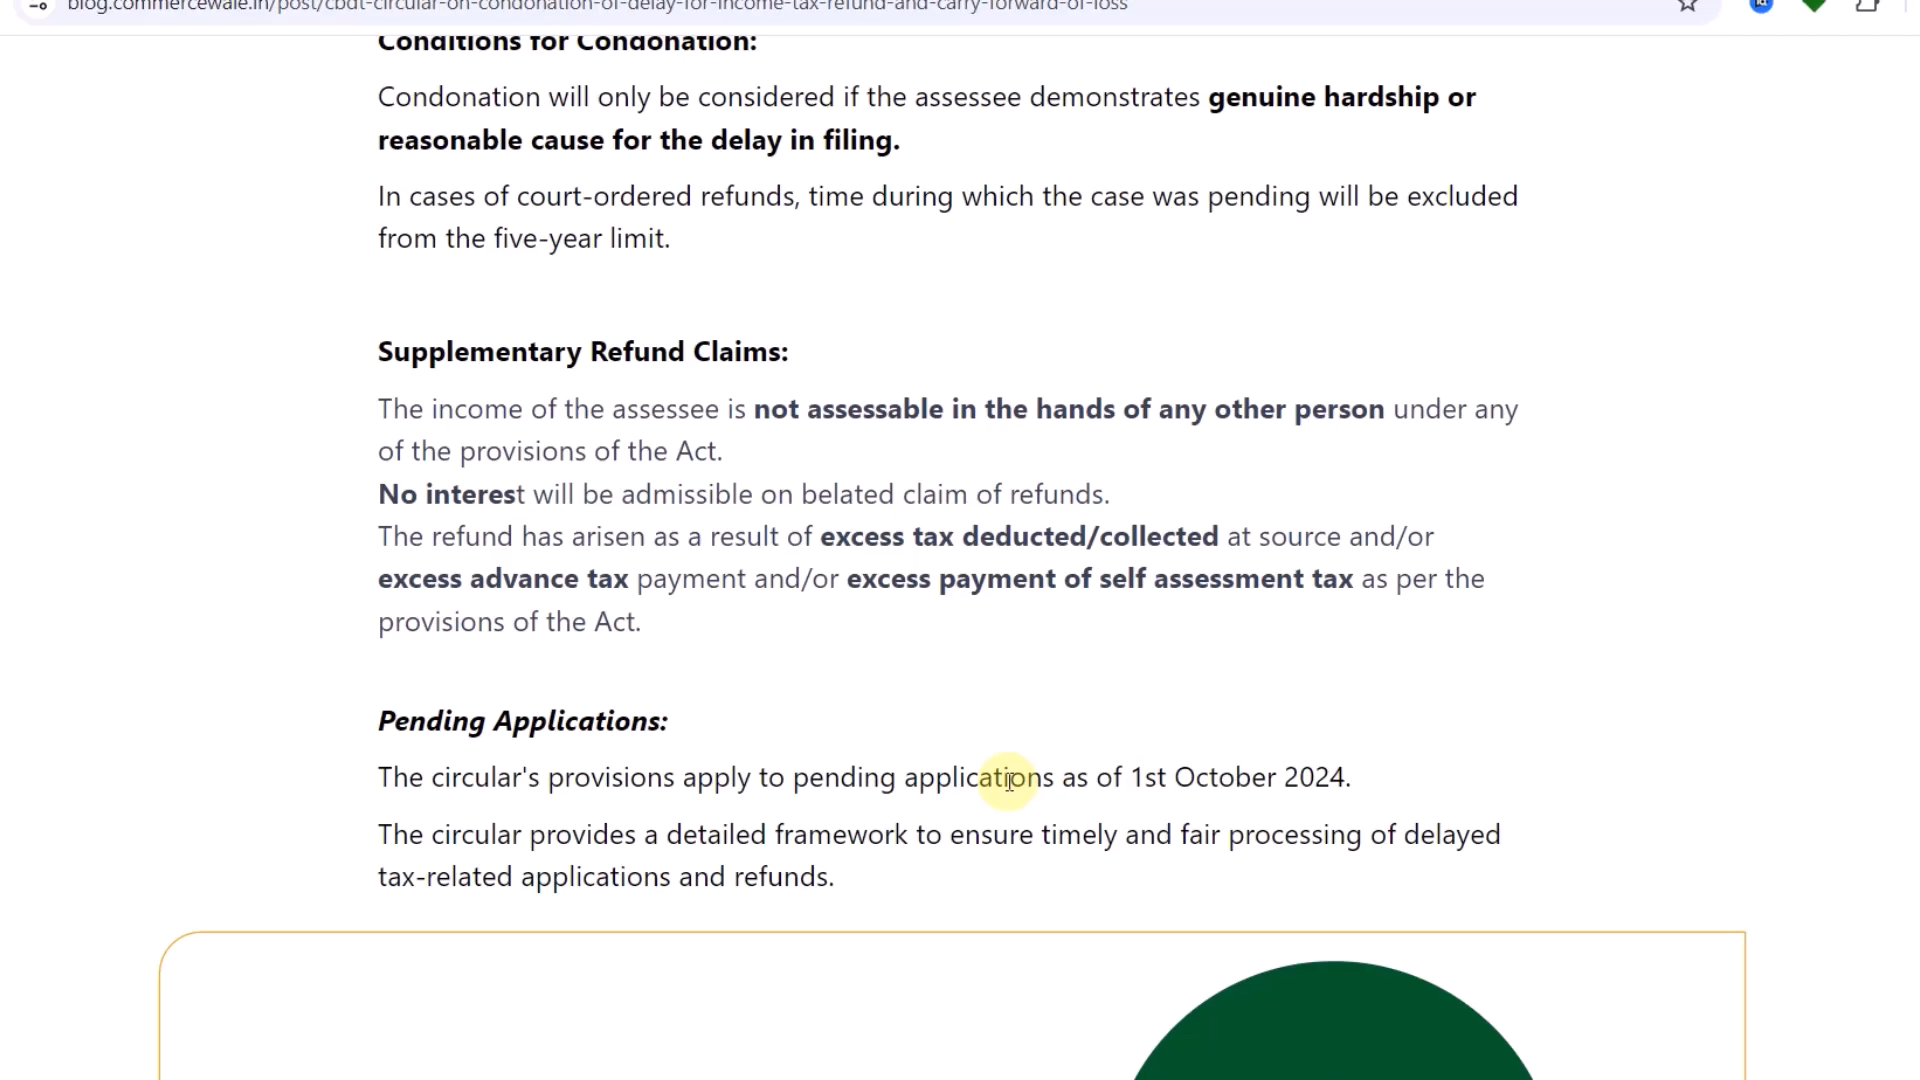 blog.commercewale.in/post/cbdt-circular-on-condonation-of-delay-for-income-tax-refund-and-carry-forward-of-loss
Conditions for Condonation:
Condonation will only be considered if the assessee demonstrates genuine hardship or
reasonable cause for the delay in filing.
In cases of court-ordered refunds, time during which the case was pending will be excluded
from the five-year limit.
Supplementary Refund Claims:
The income of the assessee is not assessable in the hands of any other person under any
of the provisions of the Act.
No interest will be admissible on belated claim of refunds.
The refund has arisen as a result of excess tax deducted/collected at source and/or
excess advance tax payment and/or excess payment of self assessment tax as per the
provisions of the Act.
Pending Applications:
The circular's provisions apply to pending applications as of 1st October 2024.
The circular provides a detailed framework to ensure timely and fair processing of delayed
tax-related applications and refunds.